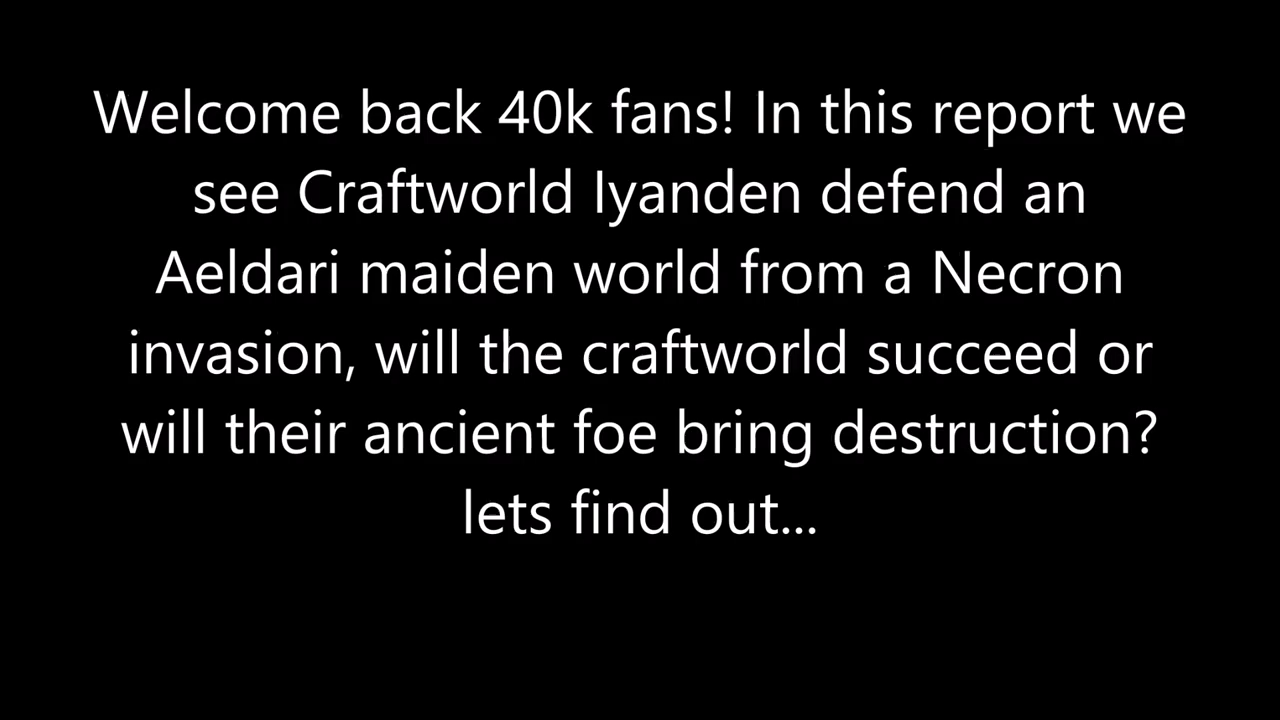 Welcome back 40k fans! In this report we
see Craftworld Iyanden defend an
Aeldari maiden world from a Necron
invasion, will the craftworld succeed or
will their ancient foe bring destruction?
lets find out...